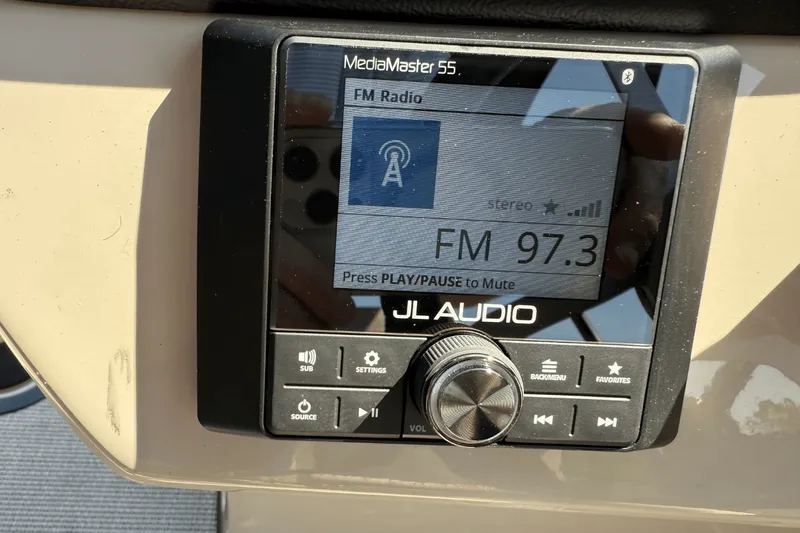 MediaMaster 55
FM Radio
stereo
FM 97.3
Press PLAY/PAUSE to Mute
JL AUDIO
SUB
SETTINGS
BACK/MENU
FAVORITES
SOURCE
VOL